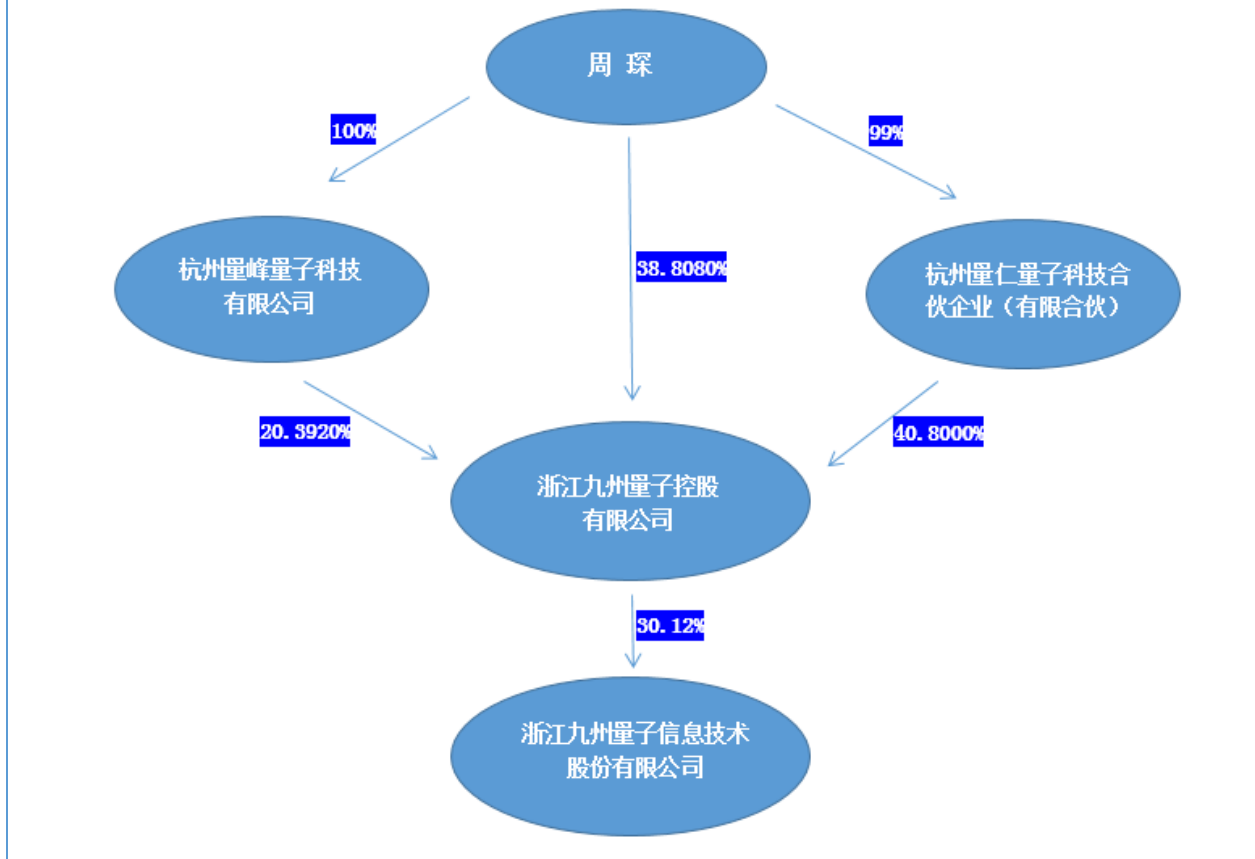 周 琛
100%
99%
杭州量峰量子科技
有限公司
38.8080%
杭州量仁量子科技合
伙企业（有限合伙）
20.3920%
40.8000%
浙江九州量子控股
有限公司
30.12%
浙江九州量子信息技术
股份有限公司